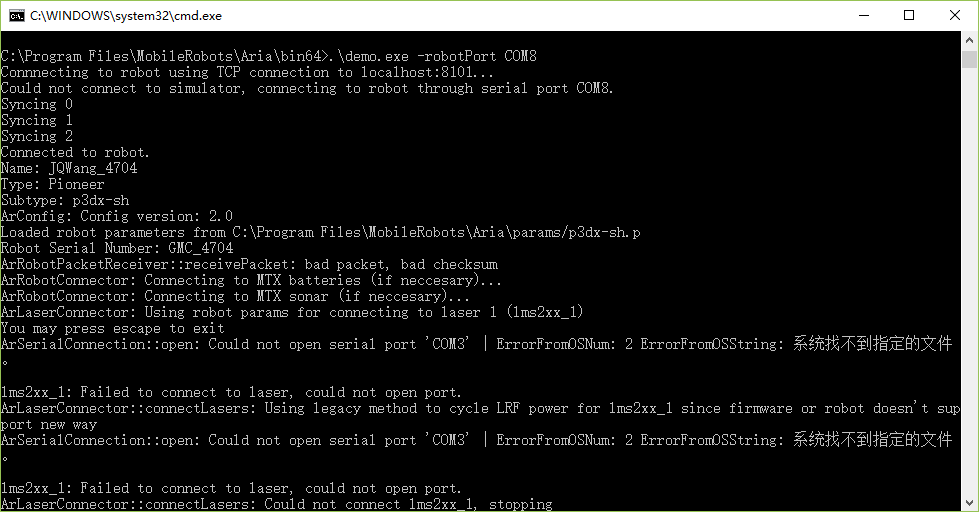 C:\WINDOWS\system32\cmd.exe
C:\Program Files\MobileRobots\Aria\bin64>.\demo.exe -robotPort COM8
Connnecting to robot using TCP connection to localhost:8101...
Could not connect to simulator, connecting to robot through serial port COM8.
Syncing 0
Syncing 1
Syncing 2
Connected to robot.
Name: JQWang_4704
Type: Pioneer
Subtype: p3dx-sh
ArConfig: Config version: 2.0
Loaded robot parameters from C:\Program Files\MobileRobots\Aria\params/p3dx-sh.p
Robot Serial Number: GMC_4704
ArRobotPacketReceiver::receivePacket: bad packet, bad checksum
ArRobotConnector: Connecting to MTX batteries (if neccesary)...
ArRobotConnector: Connecting to MTX sonar (if neccesary)...
ArLaserConnector: Using robot params for connecting to laser 1 (lms2xx_1)
You may press escape to exit
ArSerialConnection::open: Could not open serial port 'COM3' | ErrorFromOSNum: 2 ErrorFromOSString: 系统找不到指定的文件
。
lms2xx_1: Failed to connect to laser, could not open port.
ArLaserConnector::connectLasers: Using legacy method to cycle LRF power for lms2xx_1 since firmware or robot doesn't sup
port new way
ArSerialConnection::open: Could not open serial port 'COM3' | ErrorFromOSNum: 2 ErrorFromOSString: 系统找不到指定的文件
。
lms2xx_1: Failed to connect to laser, could not open port.
ArLaserConnector::connectLasers: Could not connect lms2xx_1, stopping